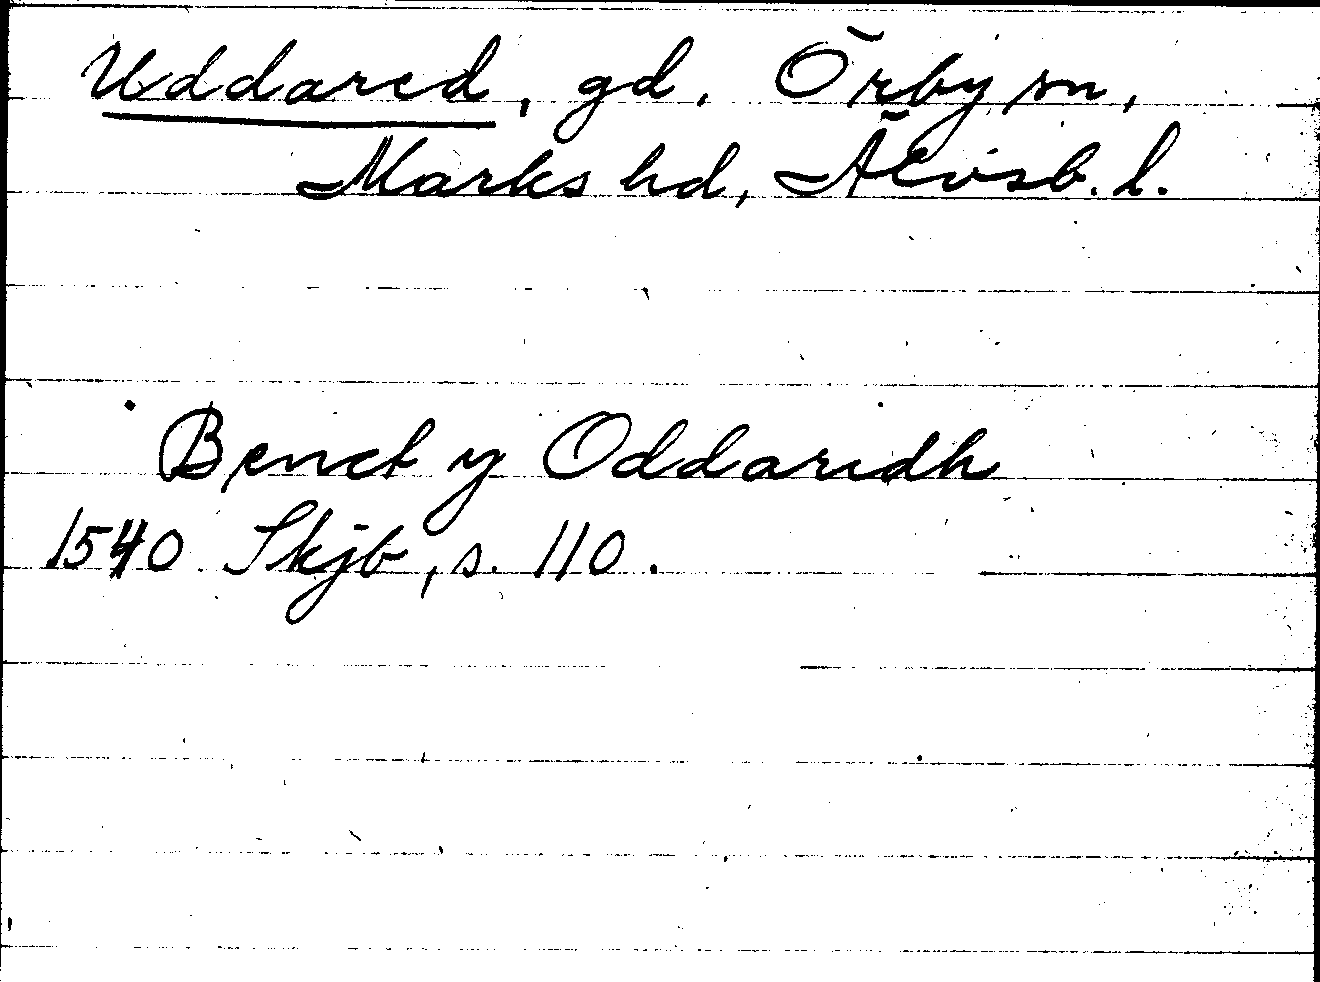 Uddared, gd, Örby sn,
Marks hd, Älvsb. l.
Benct y Oddaridh
1540 Skjb, s. 110.